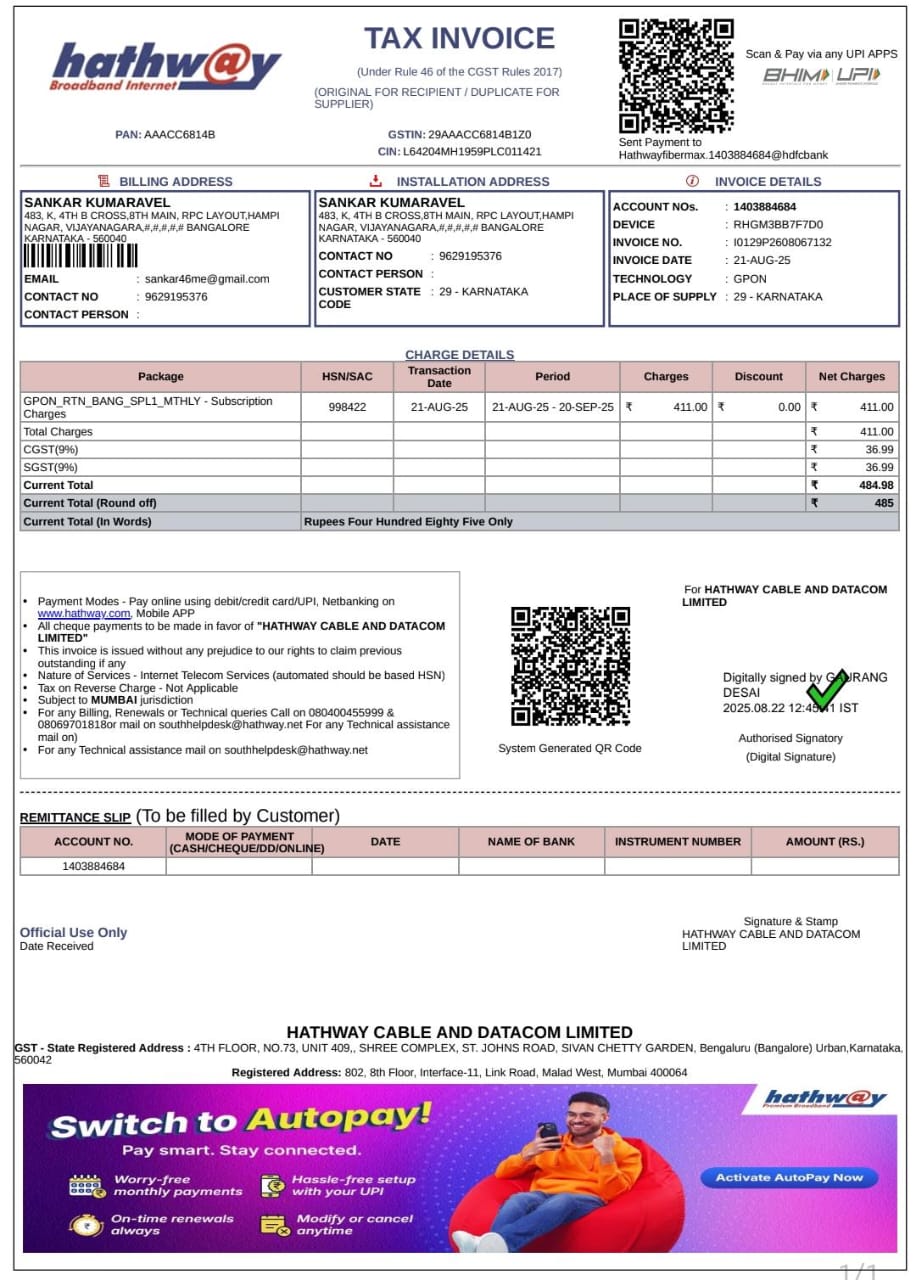 hathw@y
Broadband Internet
TAX INVOICE
(Under Rule 46 of the CGST Rules 2017)
(ORIGINAL FOR RECIPIENT / DUPLICATE FOR
SUPPLIER)
Scan & Pay via any UPI APPS
BHIM UPI
PAN: AAACC6814B
GSTIN: 29AAACC6814B1Z0
CIN: L64204MH1959PLC011421
Sent Payment to
Hathwayfibermax.1403884684@hdfcbank
BILLING ADDRESS
SANKAR KUMARAVEL
483, K, 4TH B CROSS,8TH MAIN, RPC LAYOUT,HAMPI
NAGAR, VIJAYANAGARA,#,#,#,#,# BANGALORE
KARNATAKA - 560040
EMAIL : sankar46me@gmail.com
CONTACT NO : 9629195376
CONTACT PERSON :
INSTALLATION ADDRESS
SANKAR KUMARAVEL
483, K, 4TH B CROSS,8TH MAIN, RPC LAYOUT,HAMPI
NAGAR, VIJAYANAGARA,#,#,#,#,# BANGALORE
KARNATAKA - 560040
CONTACT NO : 9629195376
CONTACT PERSON :
CUSTOMER STATE : 29 - KARNATAKA
CODE
INVOICE DETAILS
ACCOUNT NOs. : 1403884684
DEVICE : RHGM3BB7F7D0
INVOICE NO. : I0129P2608067132
INVOICE DATE : 21-AUG-25
TECHNOLOGY : GPON
PLACE OF SUPPLY : 29 - KARNATAKA
CHARGE DETAILS
Package HSN/SAC Transaction Date Period Charges Discount Net Charges
GPON_RTN_BANG_SPL1_MTHLY - Subscription
Charges 998422 21-AUG-25 21-AUG-25 - 20-SEP-25 ₹ 411.00 ₹ 0.00 ₹ 411.00
Total Charges ₹ 411.00
CGST(9%) ₹ 36.99
SGST(9%) ₹ 36.99
Current Total ₹ 484.98
Current Total (Round off) ₹ 485
Current Total (In Words) Rupees Four Hundred Eighty Five Only
• Payment Modes - Pay online using debit/credit card/UPI, Netbanking on
www.hathway.com, Mobile APP
• All cheque payments to be made in favor of "HATHWAY CABLE AND DATACOM
LIMITED"
• This invoice is issued without any prejudice to our rights to claim previous
outstanding if any
• Nature of Services - Internet Telecom Services (automated should be based HSN)
• Tax on Reverse Charge - Not Applicable
• Subject to MUMBAI jurisdiction
• For any Billing, Renewals or Technical queries Call on 080400455999 &
08069701818or mail on southhelpdesk@hathway.net For any Technical assistance
mail on)
• For any Technical assistance mail on southhelpdesk@hathway.net
System Generated QR Code
For HATHWAY CABLE AND DATACOM
LIMITED
Digitally signed by GAURANG
DESAI
2025.08.22 IST
Authorised Signatory
(Digital Signature)
REMITTANCE SLIP (To be filled by Customer)
ACCOUNT NO. MODE OF PAYMENT (CASH/CHEQUE/DD/ONLINE) DATE NAME OF BANK INSTRUMENT NUMBER AMOUNT (RS.)
1403884684
Official Use Only
Date Received
Signature & Stamp
HATHWAY CABLE AND DATACOM
LIMITED
HATHWAY CABLE AND DATACOM LIMITED
GST - State Registered Address : 4TH FLOOR, NO.73, UNIT 409,, SHREE COMPLEX, ST. JOHNS ROAD, SIVAN CHETTY GARDEN, Bengaluru (Bangalore) Urban,Karnataka,
560042
Registered Address: 802, 8th Floor, Interface-11, Link Road, Malad West, Mumbai 400064
Switch to Autopay!
Pay smart. Stay connected.
Worry-free
monthly payments
Hassle-free setup
with your UPI
On-time renewals
always
Modify or cancel
anytime
hathw@y
Premium Broadband
Activate AutoPay Now
1/1